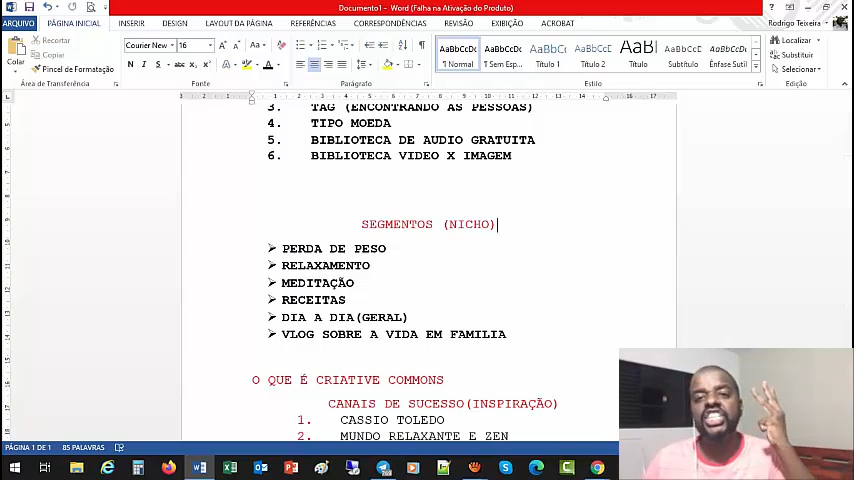 Documento1 - Word (Falha na Ativação do Produto)
ARQUIVO PÁGINA INICIAL INSERIR DESIGN LAYOUT DA PÁGINA REFERÊNCIAS CORRESPONDÊNCIAS REVISÃO EXIBIÇÃO ACROBAT Rodrigo Teixeira
Colar
Recortar
Copiar
Pincel de Formatação
Área de Transferência
Courier New 16
Fonte
Parágrafo
AaBbCcDc AaBbCcDc AaBbCc AaBbCcD AaBl AaBbCcD AaBbCcDc
¶ Normal ¶ Sem Esp... Título 1 Título 2 Título Subtítulo Ênfase Sutil
Estilo
Localizar
Substituir
Selecionar
Edição
3. TAG (ENCONTRANDO AS PESSOAS)
4. TIPO MOEDA
5. BIBLIOTECA DE AUDIO GRATUITA
6. BIBLIOTECA VIDEO X IMAGEM
SEGMENTOS (NICHO)
PERDA DE PESO
RELAXAMENTO
MEDITAÇÃO
RECEITAS
DIA A DIA(GERAL)
VLOG SOBRE A VIDA EM FAMILIA
O QUE É CRIATIVE COMMONS
CANAIS DE SUCESSO(INSPIRAÇÃO)
1. CASSIO TOLEDO
2. MUNDO RELAXANTE E ZEN
PÁGINA 1 DE 1 85 PALAVRAS